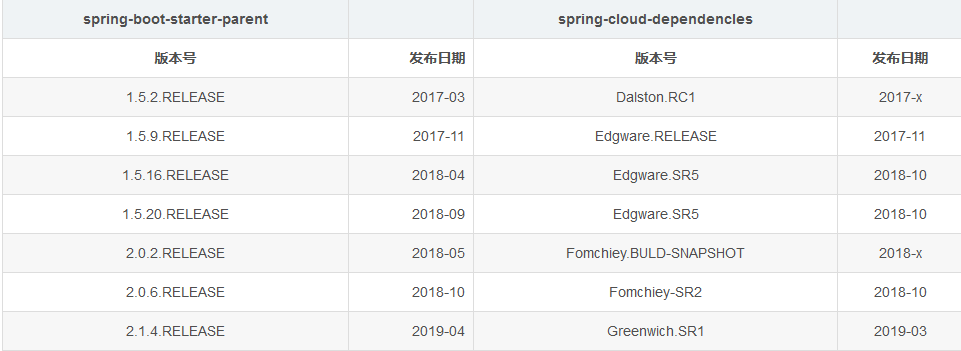 spring-boot-starter-parent spring-cloud-dependencies
版本号 发布日期 版本号 发布日期
1.5.2.RELEASE 2017-03 Dalston.RC1 2017-x
1.5.9.RELEASE 2017-11 Edgware.RELEASE 2017-11
1.5.16.RELEASE 2018-04 Edgware.SR5 2018-10
1.5.20.RELEASE 2018-09 Edgware.SR5 2018-10
2.0.2.RELEASE 2018-05 Fomchiey.BULD-SNAPSHOT 2018-x
2.0.6.RELEASE 2018-10 Fomchiey-SR2 2018-10
2.1.4.RELEASE 2019-04 Greenwich.SR1 2019-03